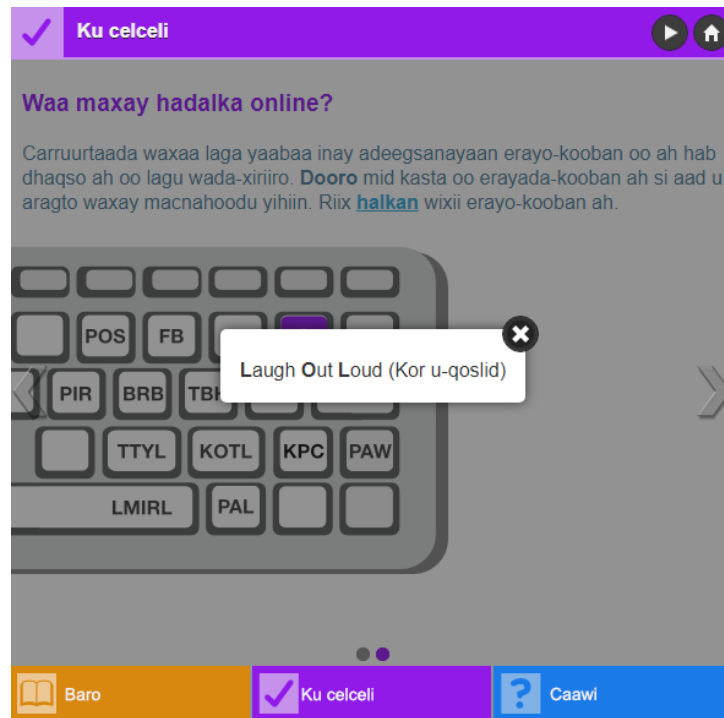 Ku celceli
Waa maxay hadalka online?
Carruurtaada waxaa laga yaabaa inay adeegsanayaan erayo-kooban oo ah hab
dhaqso ah oo lagu wada-xiriiro. Dooro mid kasta oo erayada-kooban ah si aad u
aragto waxay macnahoodu yihiin. Riix halkan wixii erayo-kooban ah.
POS FB
Laugh Out Loud (Kor u-qoslid)
PIR BRB
TTYL KOTL KPC PAW
LMIRL PAL
Baro Ku celceli Caawi